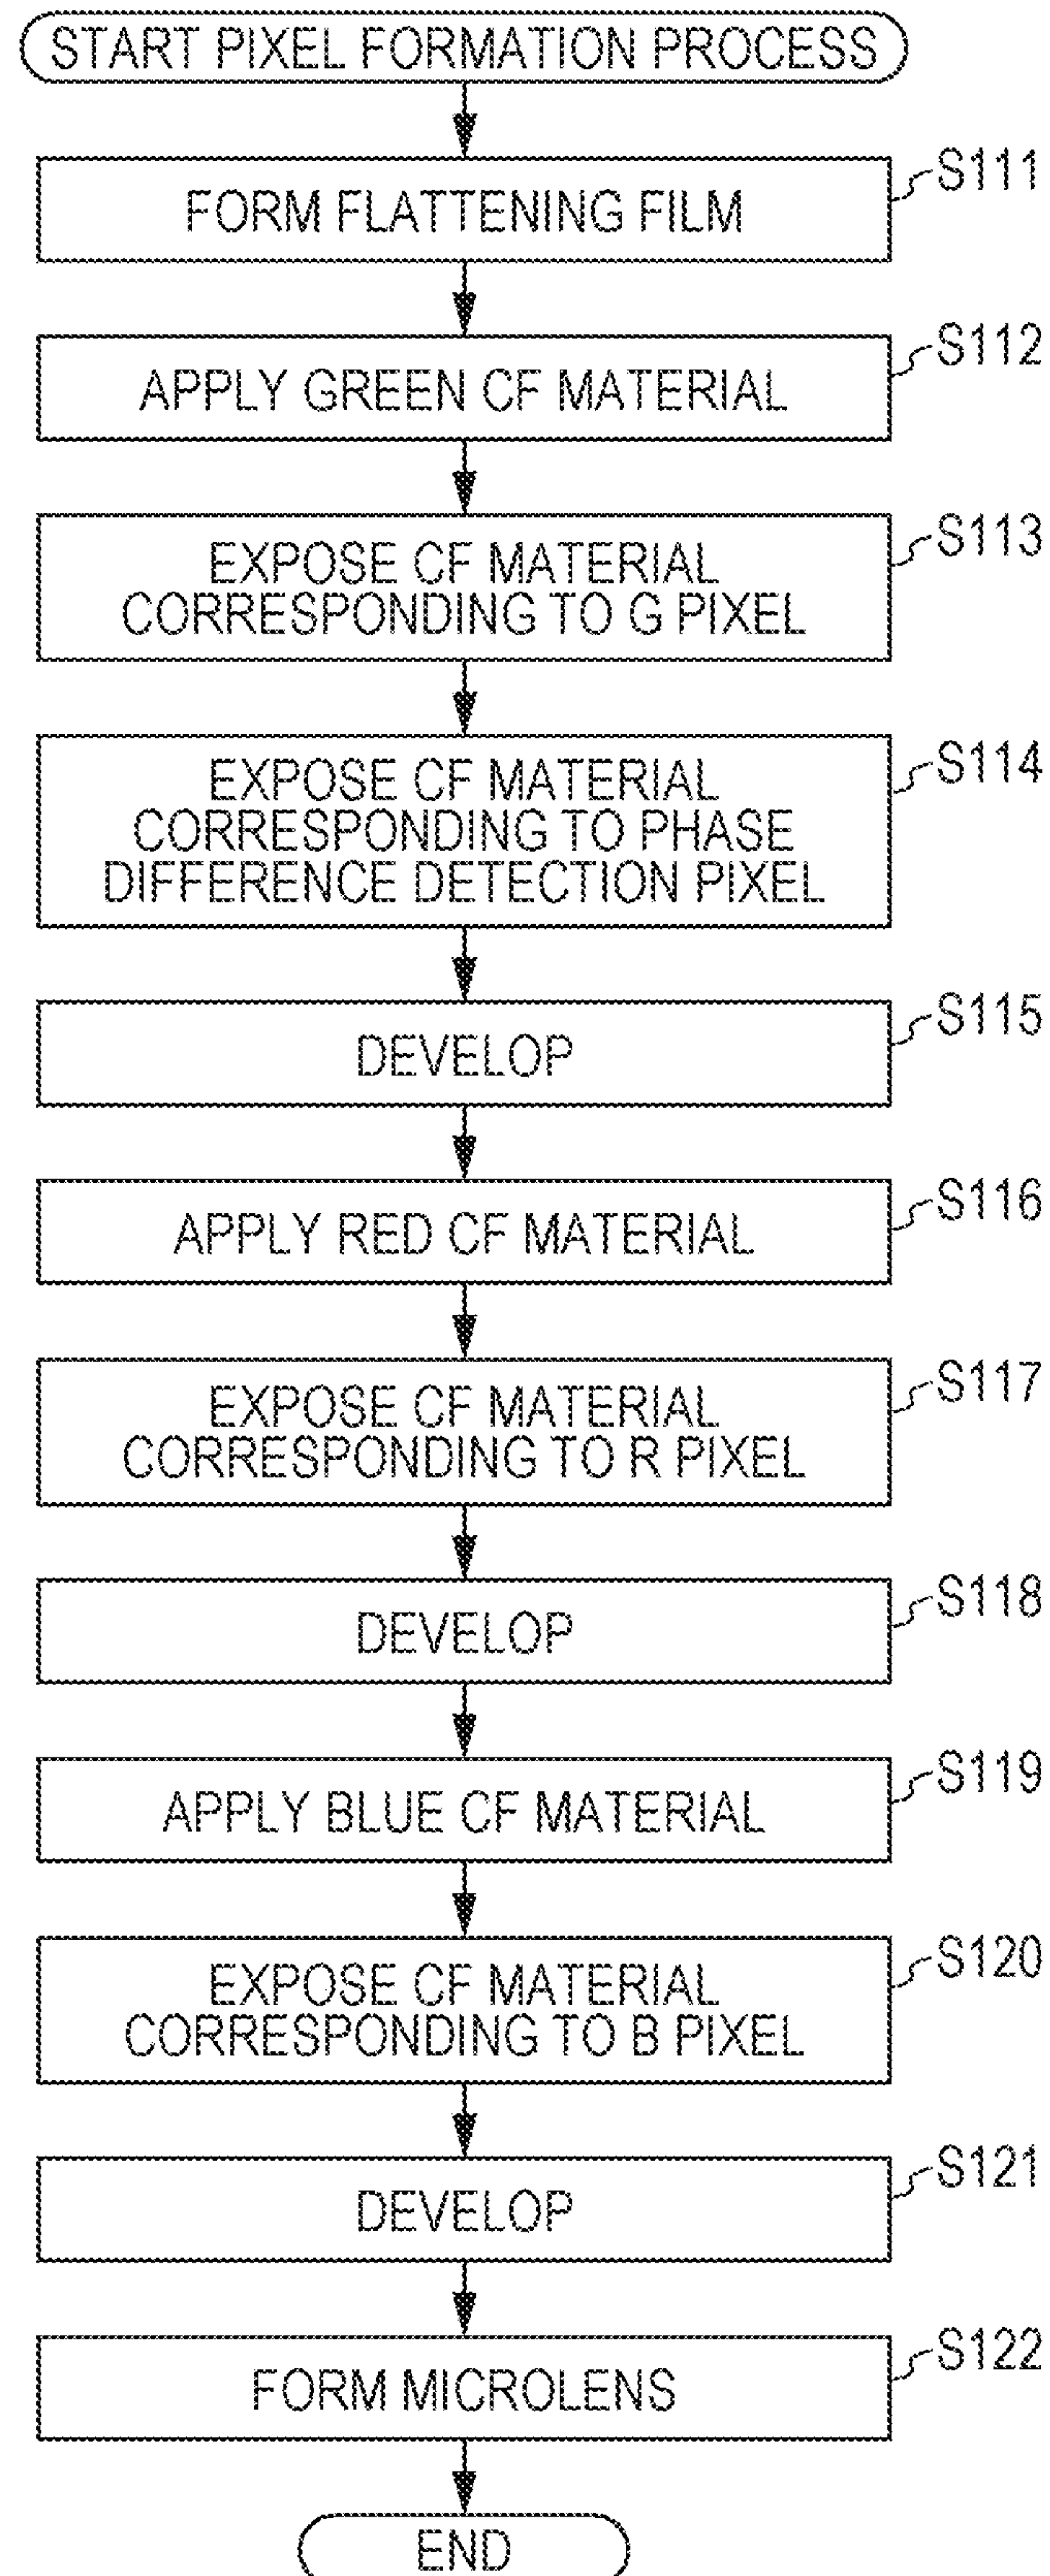 START PIXEL FORMATION PROCESS
S111
FORM FLATTENING FILM
S112
APPLY GREEN CF MATERIAL
S113
EXPOSE CF MATERIAL
CORRESPONDING TO G PIXEL
S114
EXPOSE CF MATERIAL
CORRESPONDING TO PHASE
DIFFERENCE DETECTION PIXEL
S115
DEVELOP
S116
APPLY RED CF MATERIAL
S117
EXPOSE CF MATERIAL
CORRESPONDING TO R PIXEL
S118
DEVELOP
S119
APPLY BLUE CF MATERIAL
S120
EXPOSE CF MATERIAL
CORRESPONDING TO B PIXEL
S121
DEVELOP
S122
FORM MICROLENS
END